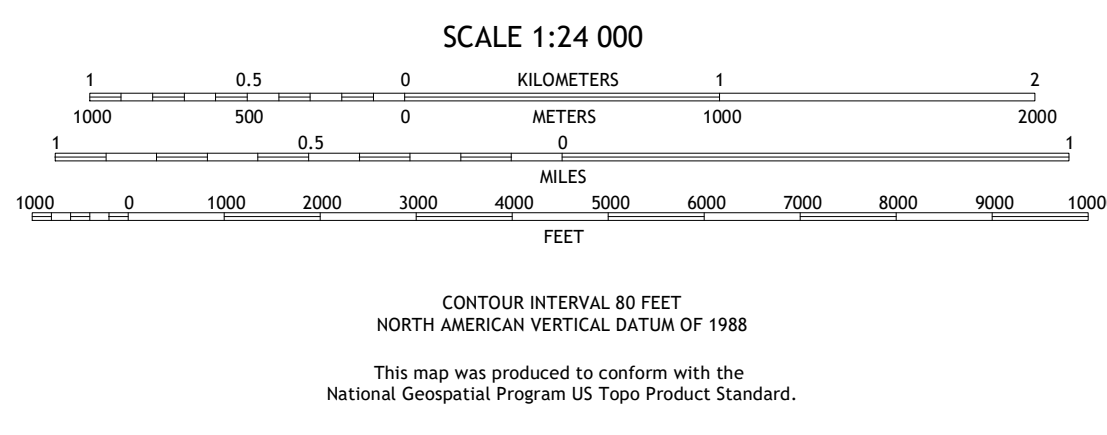 SCALE 1:24 000
1 0.5 0 KILOMETERS 1 2
1000 500 0 METERS 1000 2000
1 0.5 0 1
MILES
1000 0 1000 2000 3000 4000 5000 6000 7000 8000 9000 1000
FEET
CONTOUR INTERVAL 80 FEET
NORTH AMERICAN VERTICAL DATUM OF 1988
This map was produced to conform with the
National Geospatial Program US Topo Product Standard.